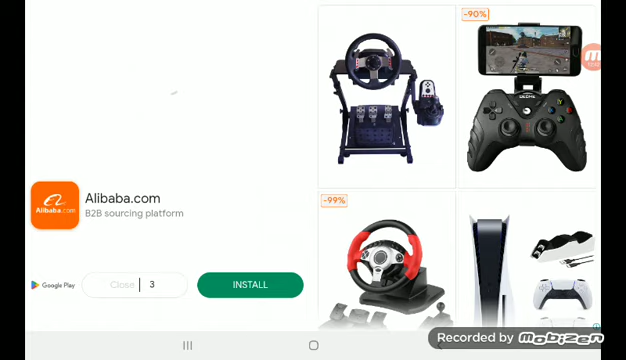 -90%
Alibaba.com
Alibaba.com
B2B sourcing platform
-99%
Google Play
Close | 3
INSTALL
Recorded by
Mobizen